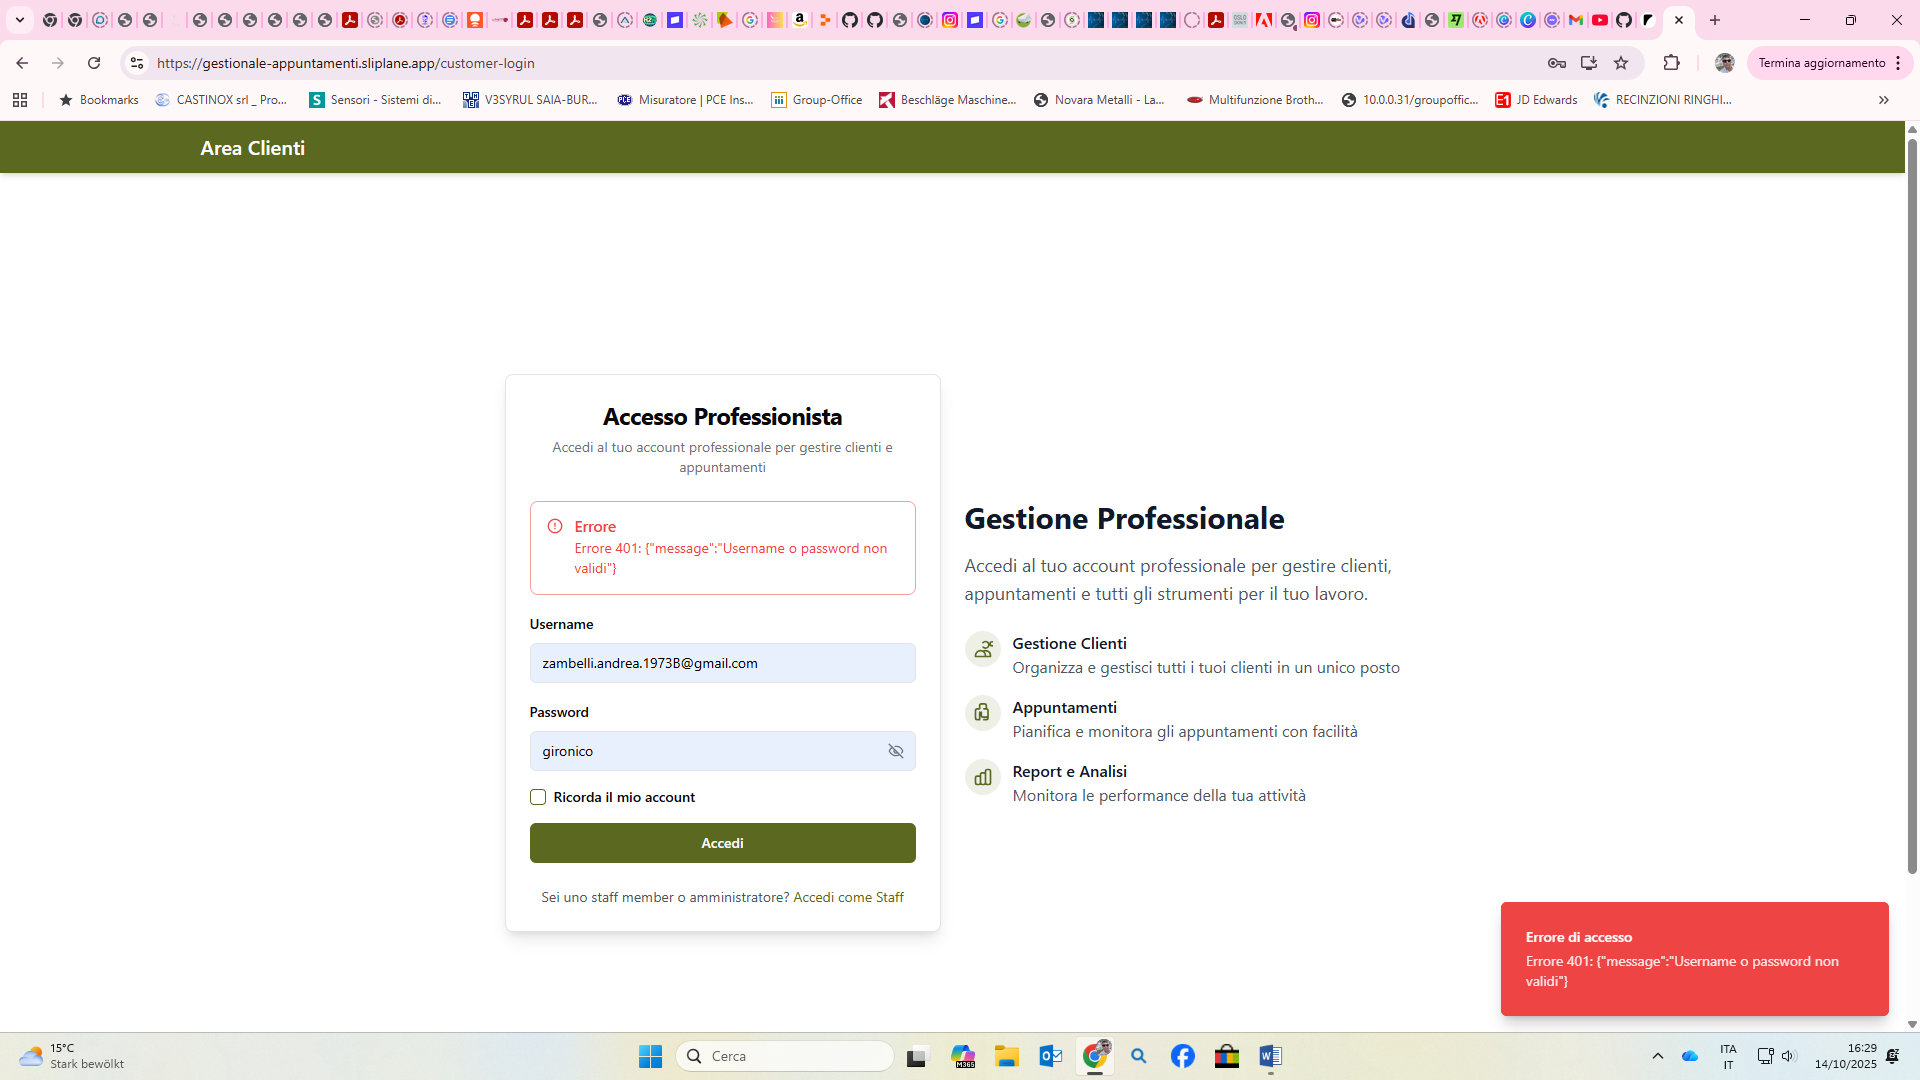 https://gestionale-appuntamenti.sliplane.app/customer-login
Termina aggiornamento
Bookmarks
CASTINOX srl _ Pro...
Sensori - Sistemi di...
V3SYRUL SAIA-BUR...
Misuratore | PCE Ins...
Group-Office
Beschläge Maschine...
Novara Metalli - La...
Multifunzione Broth...
10.0.0.31/groupoffic...
JD Edwards
RECINZIONI RINGHI...
Area Clienti
Accesso Professionista
Accedi al tuo account professionale per gestire clienti e
appuntamenti
Errore
Errore 401: {"message":"Username o password non
validi"}
Username
zambelli.andrea.1973B@gmail.com
Password
gironico
Ricorda il mio account
Accedi
Sei uno staff member o amministratore? Accedi come Staff
Gestione Professionale
Accedi al tuo account professionale per gestire clienti,
appuntamenti e tutti gli strumenti per il tuo lavoro.
Gestione Clienti
Organizza e gestisci tutti i tuoi clienti in un unico posto
Appuntamenti
Pianifica e monitora gli appuntamenti con facilità
Report e Analisi
Monitora le performance della tua attività
Errore di accesso
Errore 401: {"message":"Username o password non
validi"}
15°C
Stark bewölkt
Cerca
ITA
IT
16:29
14/10/2025